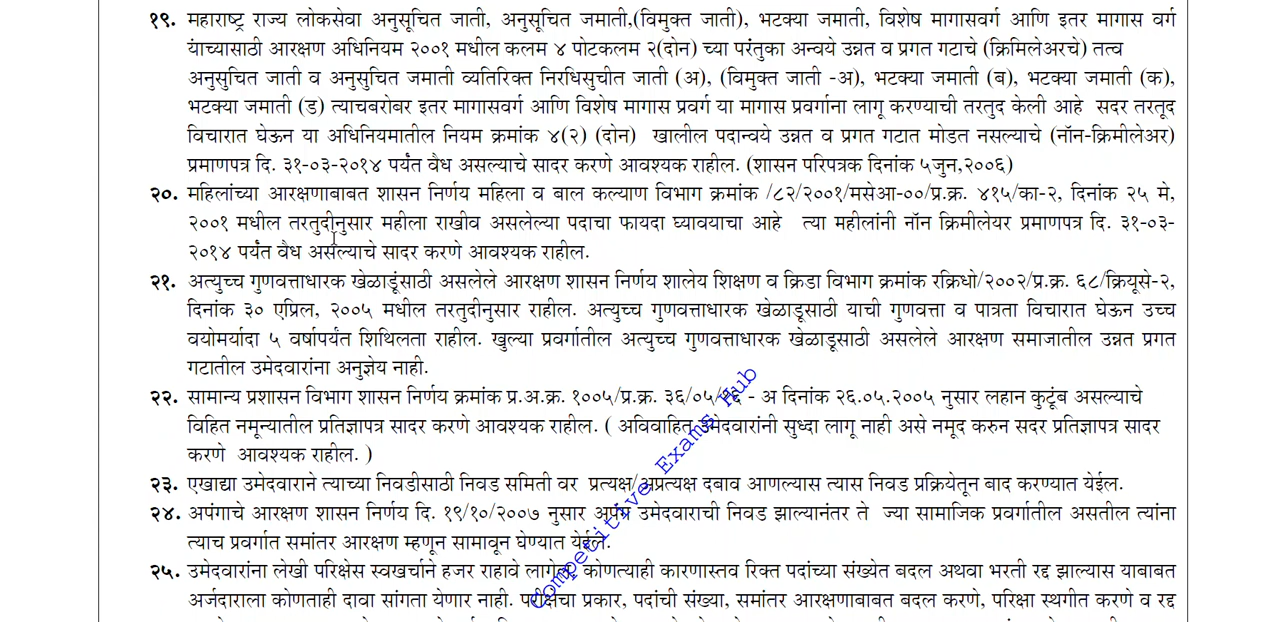 १९. महाराष्ट्र राज्य लोकसेवा अनुसूचित जाती, अनुसूचित जमाती,(विमुक्त जाती), भटक्या जमाती, विशेष मागासवर्ग आणि इतर मागास वर्ग
यांच्यासाठी आरक्षण अधिनियम २००१ मधील कलम ४ पोटकलम २(दोन) च्या परंतुका अन्वये उन्नत व प्रगत गटाचे (क्रिमिलेअरचे) तत्व
अनुसुचित जाती व अनुसुचित जमाती व्यतिरिक्त निरधिसुचीत जाती (अ), (विमुक्त जाती -अ), भटक्या जमाती (ब), भटक्या जमाती (क),
भटक्या जमाती (ड) त्याचबरोबर इतर मागासवर्ग आणि विशेष मागास प्रवर्ग या मागास प्रवर्गाना लागू करण्याची तरतुद केली आहे सदर तरतूद
विचारात घेऊन या अधिनियमातील नियम क्रमांक ४(२) (दोन) खालील पदान्वये उन्नत व प्रगत गटात मोडत नसल्याचे (नॉन-क्रिमीलेअर)
प्रमाणपत्र दि. ३१-०३-२०१४ पर्यंत वैध असल्याचे सादर करणे आवश्यक राहील. (शासन परिपत्रक दिनांक ५जुन,२००६)
२०. महिलांच्या आरक्षणाबाबत शासन निर्णय महिला व बाल कल्याण विभाग क्रमांक /८२/२००१/मसेआ-००/प्र.क्र. ४१५/का-२, दिनांक २५ मे,
२००१ मधील तरतुदीनुसार महीला राखीव असलेल्या पदाचा फायदा घ्यावयाचा आहे त्या महीलांनी नॉन क्रिमीलेयर प्रमाणपत्र दि. ३१-०३-
२०१४ पर्यंत वैध असल्याचे सादर करणे आवश्यक राहील.
२१. अत्युच्च गुणवत्ताधारक खेळाडूंसाठी असलेले आरक्षण शासन निर्णय शालेय शिक्षण व क्रिडा विभाग क्रमांक रक्रिधो/२००२/प्र.क्र. ६८/क्रियूसे-२,
दिनांक ३० एप्रिल, २००५ मधील तरतुदीनुसार राहील. अत्युच्च गुणवत्ताधारक खेळाडूसाठी याची गुणवत्ता व पात्रता विचारात घेऊन उच्च
वयोमर्यादा ५ वर्षापर्यंत शिथिलता राहील. खुल्या प्रवर्गातील अत्युच्च गुणवत्ताधारक खेळाडूसाठी असलेले आरक्षण समाजातील उन्नत प्रगत
गटातील उमेदवारांना अनुज्ञेय नाही.
२२. सामान्य प्रशासन विभाग शासन निर्णय क्रमांक प्र.अ.क्र. १००५/प्र.क्र. ३६/०५/१६ - अ दिनांक २६.०५.२००५ नुसार लहान कुटूंब असल्याचे
विहित नमून्यातील प्रतिज्ञापत्र सादर करणे आवश्यक राहील. ( अविवाहित उमेदवारांनी सुध्दा लागू नाही असे नमूद करुन सदर प्रतिज्ञापत्र सादर
करणे आवश्यक राहील. )
२३. एखाद्या उमेदवाराने त्याच्या निवडीसाठी निवड समिती वर प्रत्यक्ष/अप्रत्यक्ष दबाव आणल्यास त्यास निवड प्रक्रियेतून बाद करण्यात येईल.
२४. अपंगाचे आरक्षण शासन निर्णय दि. १९/१०/२००७ नुसार अपंग उमेदवाराची निवड झाल्यानंतर ते ज्या सामाजिक प्रवर्गातील असतील त्यांना
त्याच प्रवर्गात समांतर आरक्षण म्हणून सामावून घेण्यात येईल.
२५. उमेदवारांना लेखी परिक्षेस स्वखर्चाने हजर राहावे लागेल. कोणत्याही कारणास्तव रिक्त पदांच्या संख्येत बदल अथवा भरती रद्द झाल्यास याबाबत
अर्जदाराला कोणताही दावा सांगता येणार नाही. परीक्षेचा प्रकार, पदांची संख्या, समांतर आरक्षणाबाबत बदल करणे, परिक्षा स्थगीत करणे व रद्द
Competitive Exams Hub